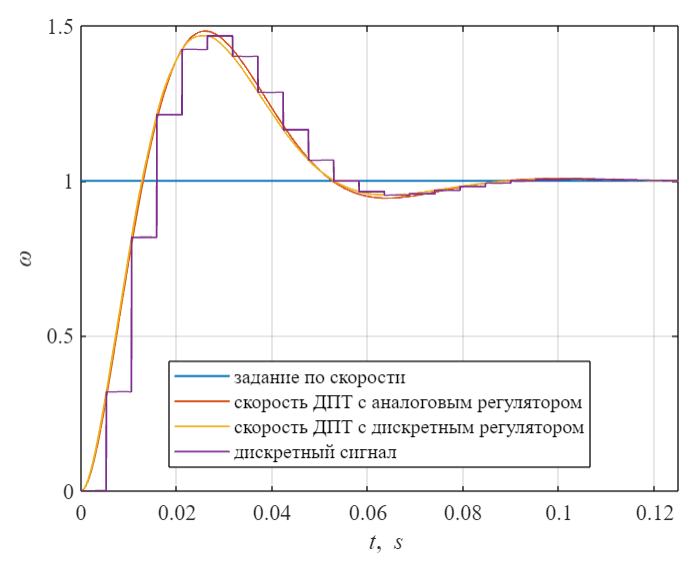 1.5
1
0.5
0
ω
задание по скорости
скорость ДПТ с аналоговым регулятором
скорость ДПТ с дискретным регулятором
дискретный сигнал
0 0.02 0.04 0.06 0.08 0.1 0.12
t, s